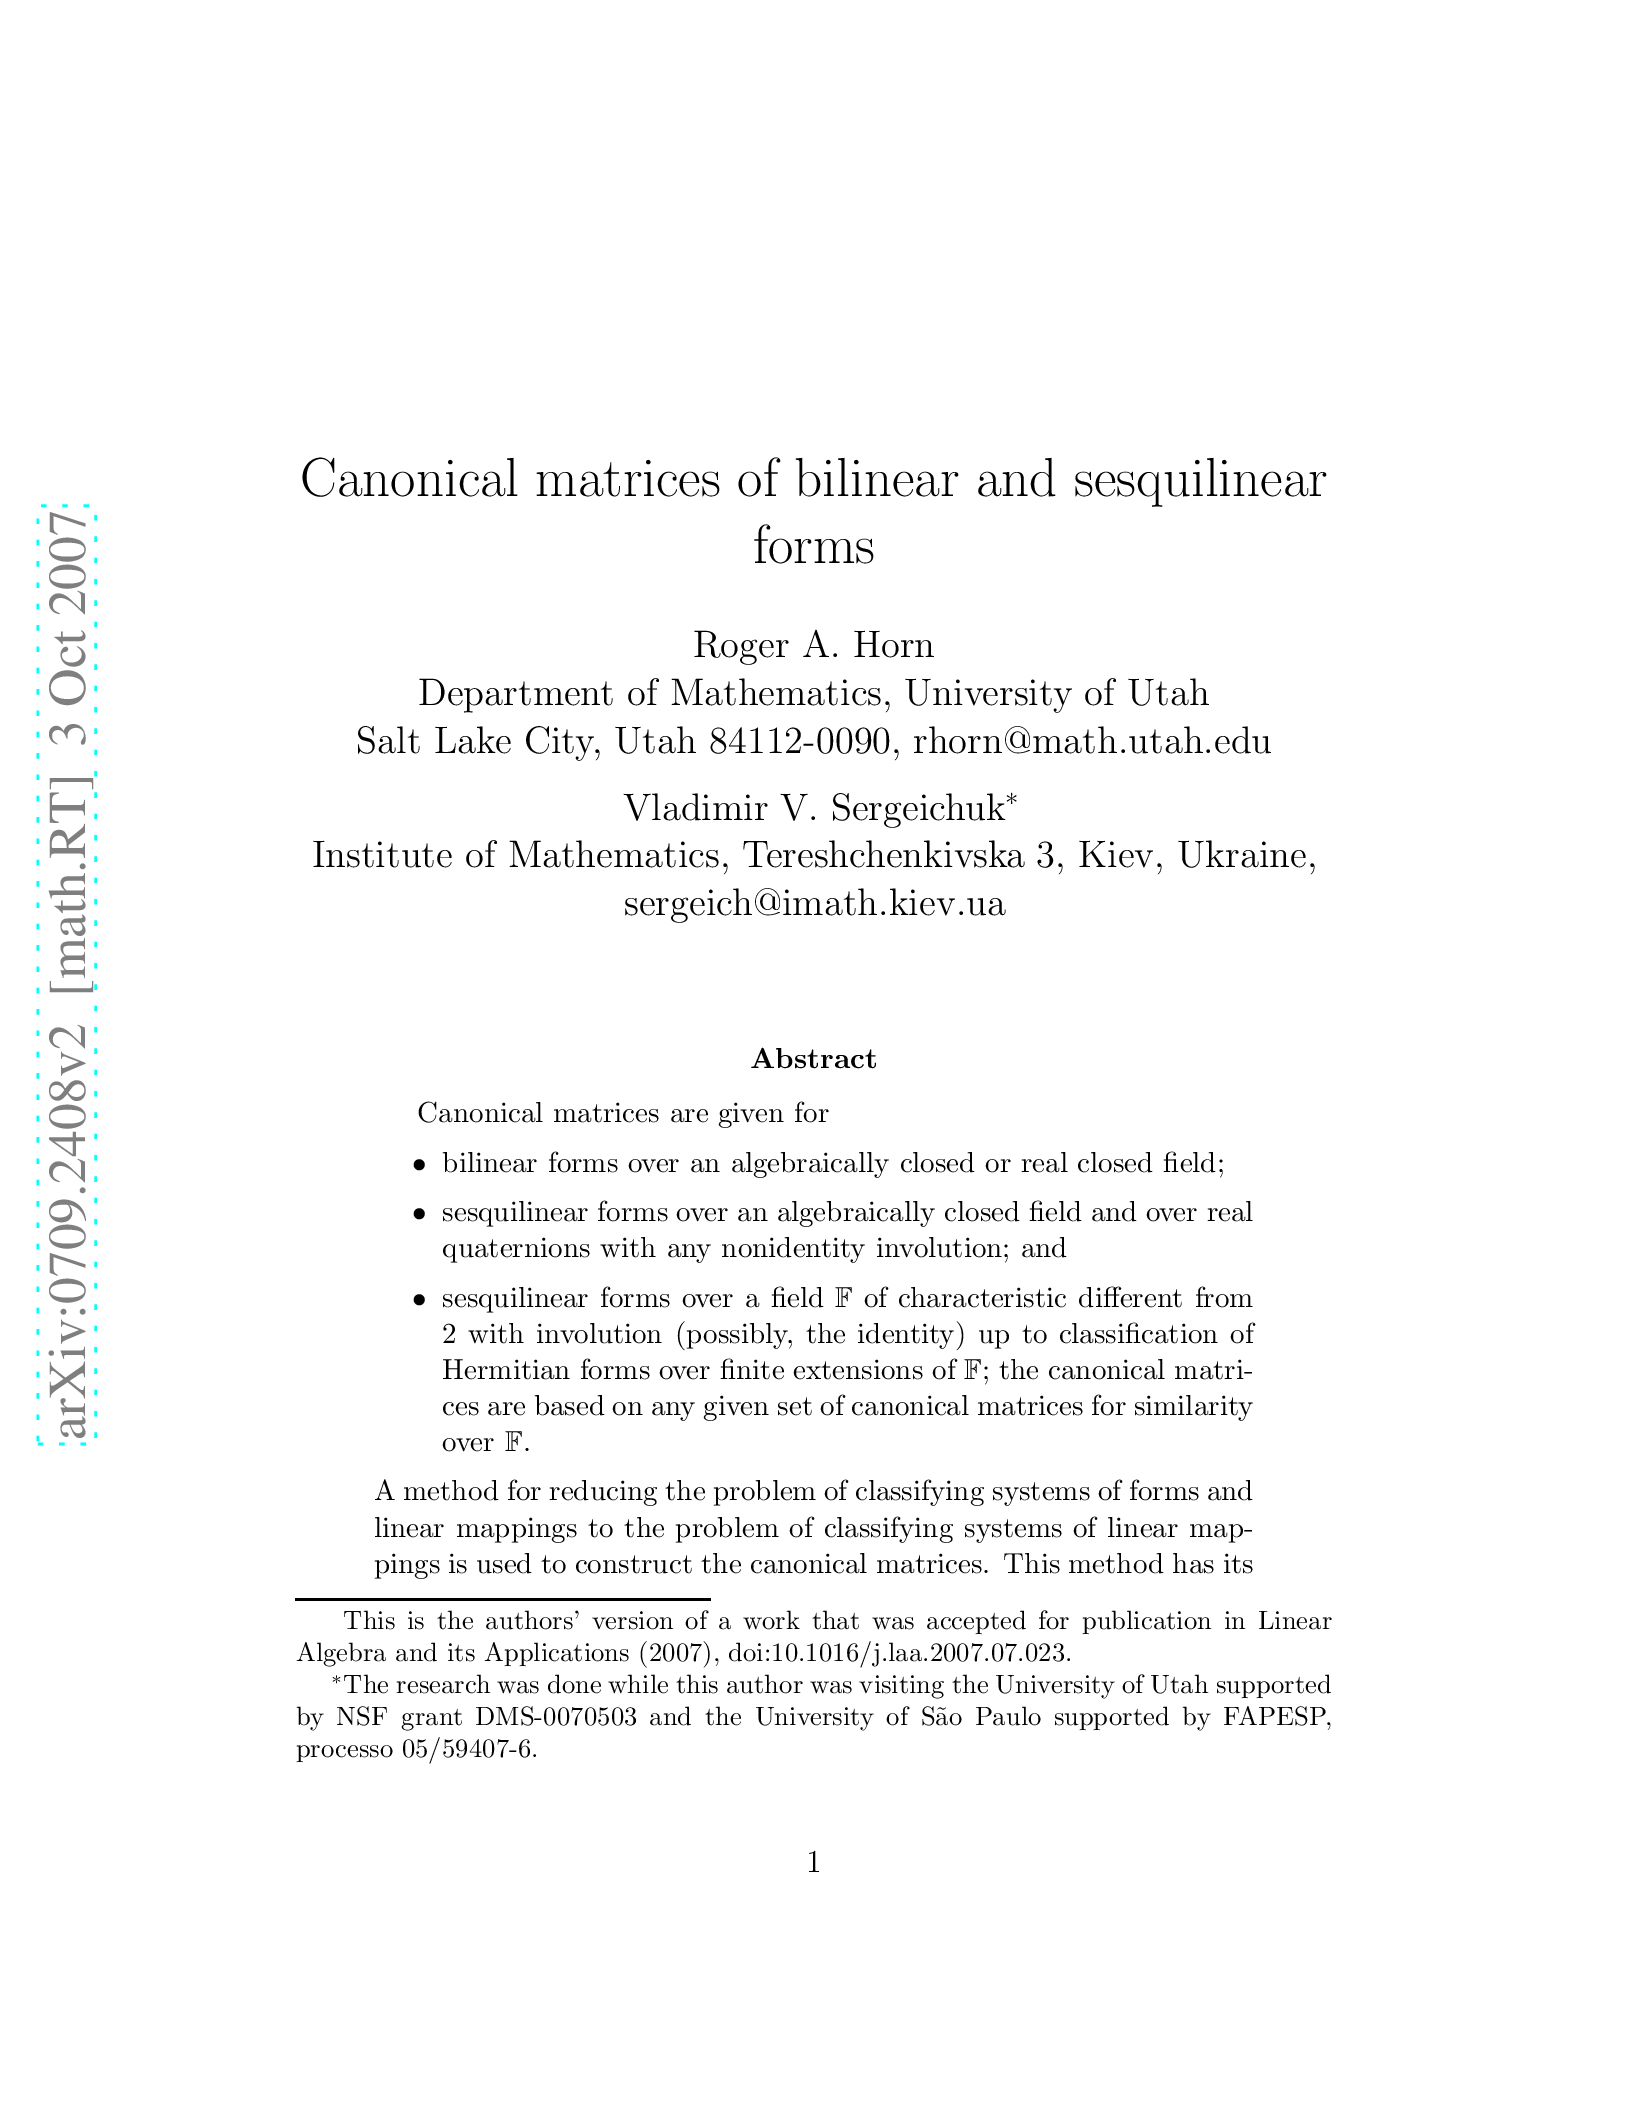 Canonical matrices of bilinear and sesquilinear
forms
Roger A. Horn
Department of Mathematics, University of Utah
Salt Lake City, Utah 84112-0090, rhorn@math.utah.edu
Vladimir V. Sergeichuk*
Institute of Mathematics, Tereshchenkivska 3, Kiev, Ukraine,
sergeich@imath.kiev.ua
arXiv:0709.2408v2 [math.RT] 3 Oct 2007
Abstract
Canonical matrices are given for
• bilinear forms over an algebraically closed or real closed field;
• sesquilinear forms over an algebraically closed field and over real
quaternions with any nonidentity involution; and
• sesquilinear forms over a field 𝔽 of characteristic different from
2 with involution (possibly, the identity) up to classification of
Hermitian forms over finite extensions of 𝔽; the canonical matri-
ces are based on any given set of canonical matrices for similarity
over 𝔽.
A method for reducing the problem of classifying systems of forms and
linear mappings to the problem of classifying systems of linear map-
pings is used to construct the canonical matrices. This method has its
This is the authors' version of a work that was accepted for publication in Linear
Algebra and its Applications (2007), doi:10.1016/j.laa.2007.07.023.
*The research was done while this author was visiting the University of Utah supported
by NSF grant DMS-0070503 and the University of São Paulo supported by FAPESP,
processo 05/59407-6.
1